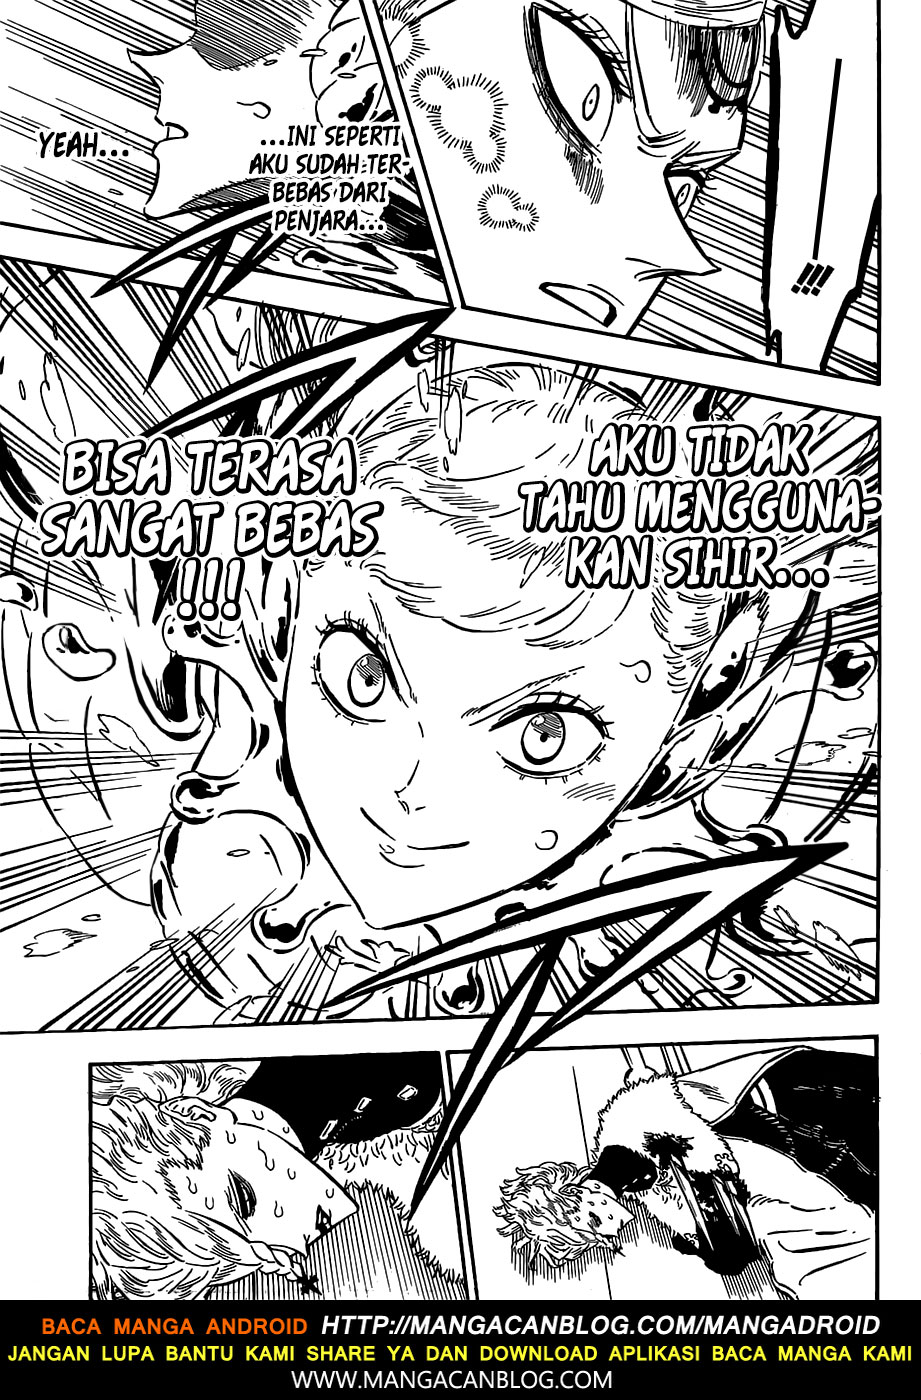 !!!
...INI SEPERTI
AKU SUDAH TER-
BEBAS DARI
PENJARA...
YEAH...
AKU TIDAK
TAHU MENGGUNA-
KAN SIHIR...
BISA TERASA
SANGAT BEBAS
!!!
BACA MANGA ANDROID HTTP://MANGACANBLOG.COM/MANGADROID
JANGAN LUPA BANTU KAMI SHARE YA DAN DOWNLOAD APLIKASI BACA MANGA KAMI
WWW.MANGACANBLOG.COM